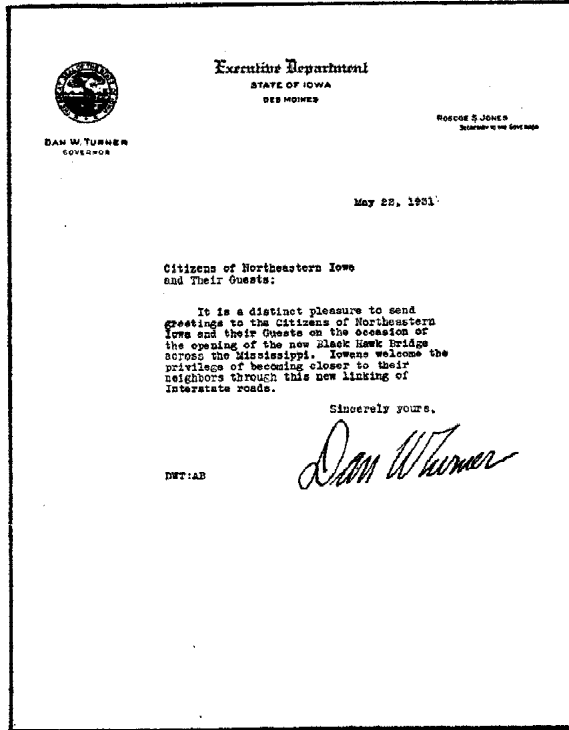 Executive Department
STATE OF IOWA
DES MOINES
DAN W. TURNER
GOVERNOR
ROSCOE S JONES
SECRETARY TO THE GOVERNOR
May 22, 1931
Citizens of Northeastern Iowa
and Their Guests:
It is a distinct pleasure to send
greetings to the Citizens of Northeastern
Iowa and their Guests on the occasion of
the opening of the new Black Hawk Bridge
across the Mississippi. Iowans welcome the
privilege of becoming closer to their
neighbors through this new linking of
Interstate roads.
Sincerely yours,
Dan W Turner
DWT:AB